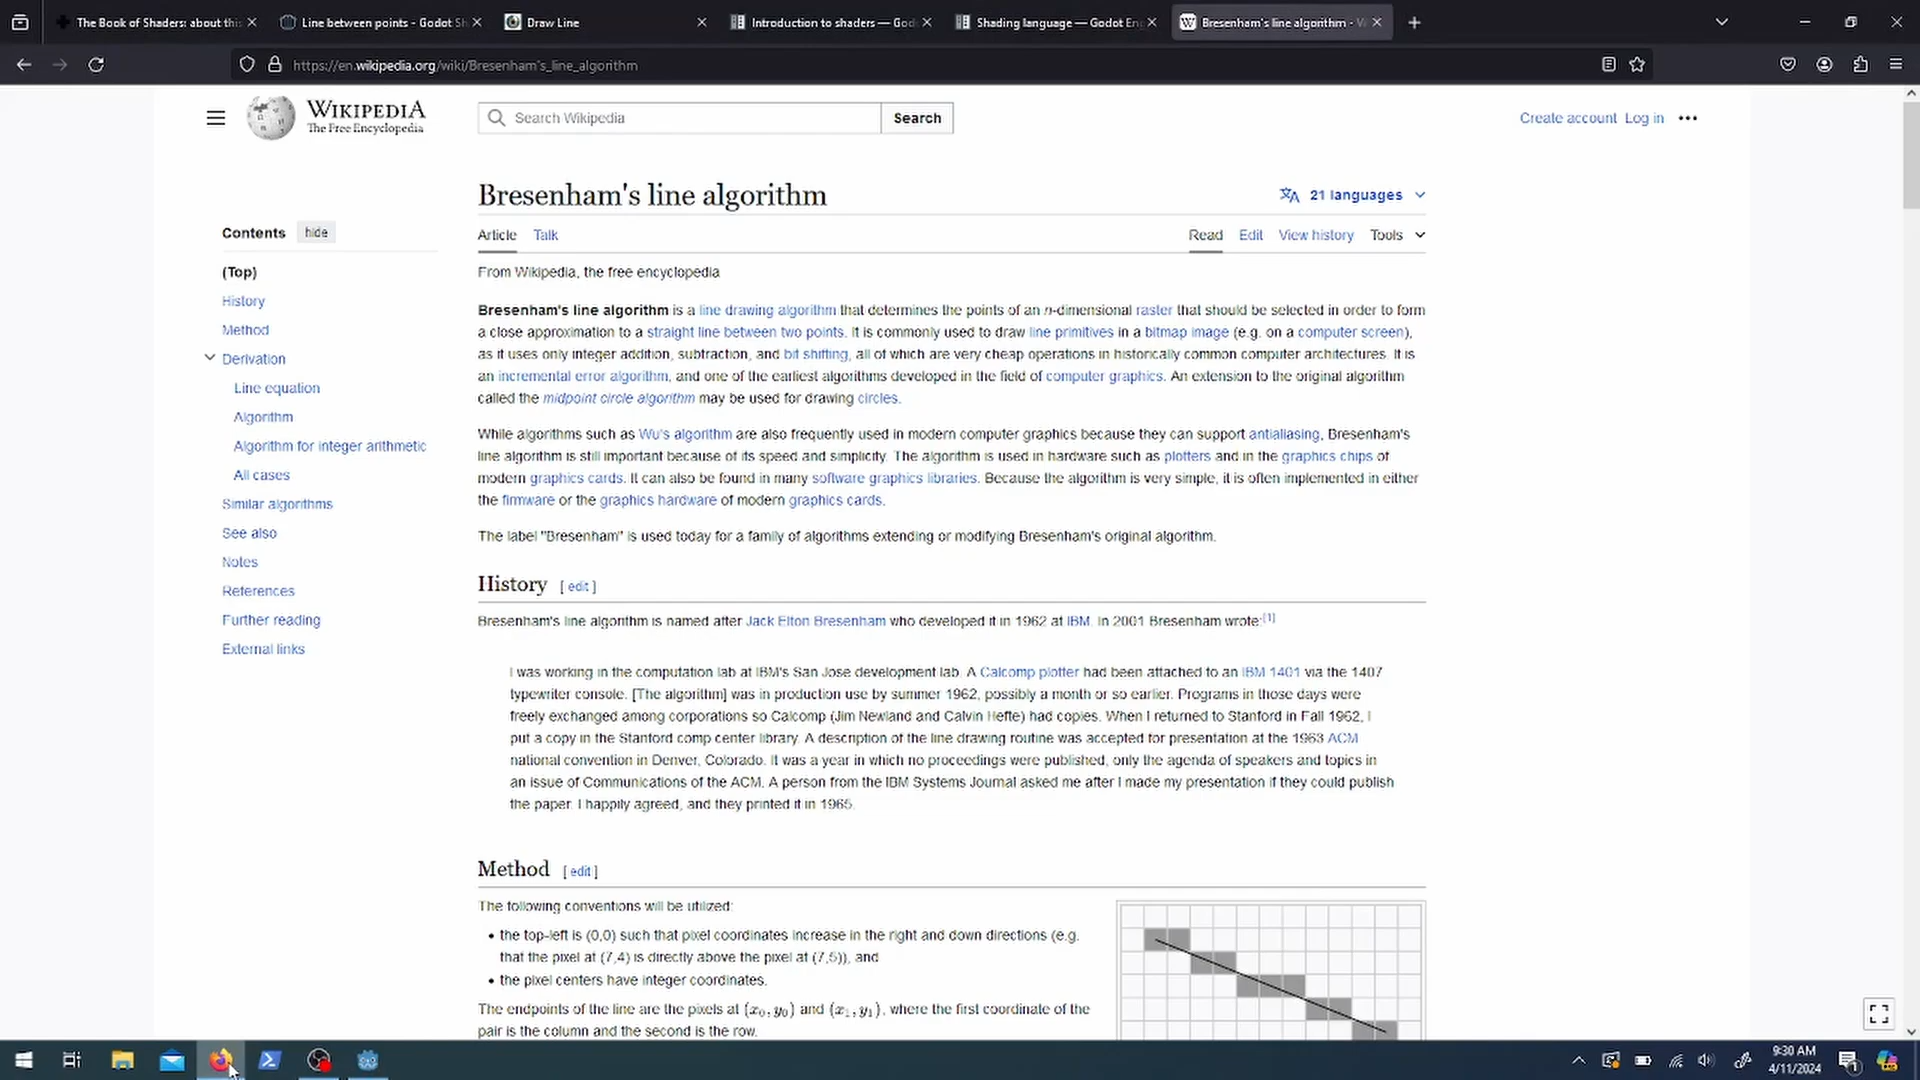 The Book of Shaders: about this
Line between points - Godot Sh
Draw Line
Introduction to shaders — God
Shading language — Godot En
Bresenham's line algorithm - W
https://en.wikipedia.org/wiki/Bresenham's_line_algorithm
WIKIPEDIA
The Free Encyclopedia
Search Wikipedia
Search
Create account Log in
Bresenham's line algorithm
21 languages
Contents hide
Article Talk
Read Edit View history Tools
(Top)
History
Method
Derivation
Line equation
Algorithm
Algorithm for integer arithmetic
All cases
Similar algorithms
See also
Notes
References
Further reading
External links
From Wikipedia, the free encyclopedia
Bresenham's line algorithm is a line drawing algorithm that determines the points of an n-dimensional raster that should be selected in order to form
a close approximation to a straight line between two points. It is commonly used to draw line primitives in a bitmap image (e.g. on a computer screen),
as it uses only integer addition, subtraction, and bit shifting, all of which are very cheap operations in historically common computer architectures. It is
an incremental error algorithm, and one of the earliest algorithms developed in the field of computer graphics. An extension to the original algorithm
called the midpoint circle algorithm may be used for drawing circles.
While algorithms such as Wu's algorithm are also frequently used in modern computer graphics because they can support antialiasing, Bresenham's
line algorithm is still important because of its speed and simplicity. The algorithm is used in hardware such as plotters and in the graphics chips of
modern graphics cards. It can also be found in many software graphics libraries. Because the algorithm is very simple, it is often implemented in either
the firmware or the graphics hardware of modern graphics cards.
The label "Bresenham" is used today for a family of algorithms extending or modifying Bresenham's original algorithm.
History [ edit ]
Bresenham's line algorithm is named after Jack Elton Bresenham who developed it in 1962 at IBM. In 2001 Bresenham wrote:[1]
I was working in the computation lab at IBM's San Jose development lab. A Calcomp plotter had been attached to an IBM 1401 via the 1407
typewriter console. [The algorithm] was in production use by summer 1962, possibly a month or so earlier. Programs in those days were
freely exchanged among corporations so Calcomp (Jim Newland and Calvin Hefte) had copies. When I returned to Stanford in Fall 1962, I
put a copy in the Stanford comp center library. A description of the line drawing routine was accepted for presentation at the 1963 ACM
national convention in Denver, Colorado. It was a year in which no proceedings were published, only the agenda of speakers and topics in
an issue of Communications of the ACM. A person from the IBM Systems Journal asked me after I made my presentation if they could publish
the paper. I happily agreed, and they printed it in 1965.
Method [ edit ]
The following conventions will be utilized:
• the top-left is (0,0) such that pixel coordinates increase in the right and down directions (e.g.
that the pixel at (7,4) is directly above the pixel at (7,5)), and
• the pixel centers have integer coordinates.
The endpoints of the line are the pixels at (x₀, y₀) and (x₁, y₁), where the first coordinate of the
pair is the column and the second is the row.
9:30 AM
4/11/2024